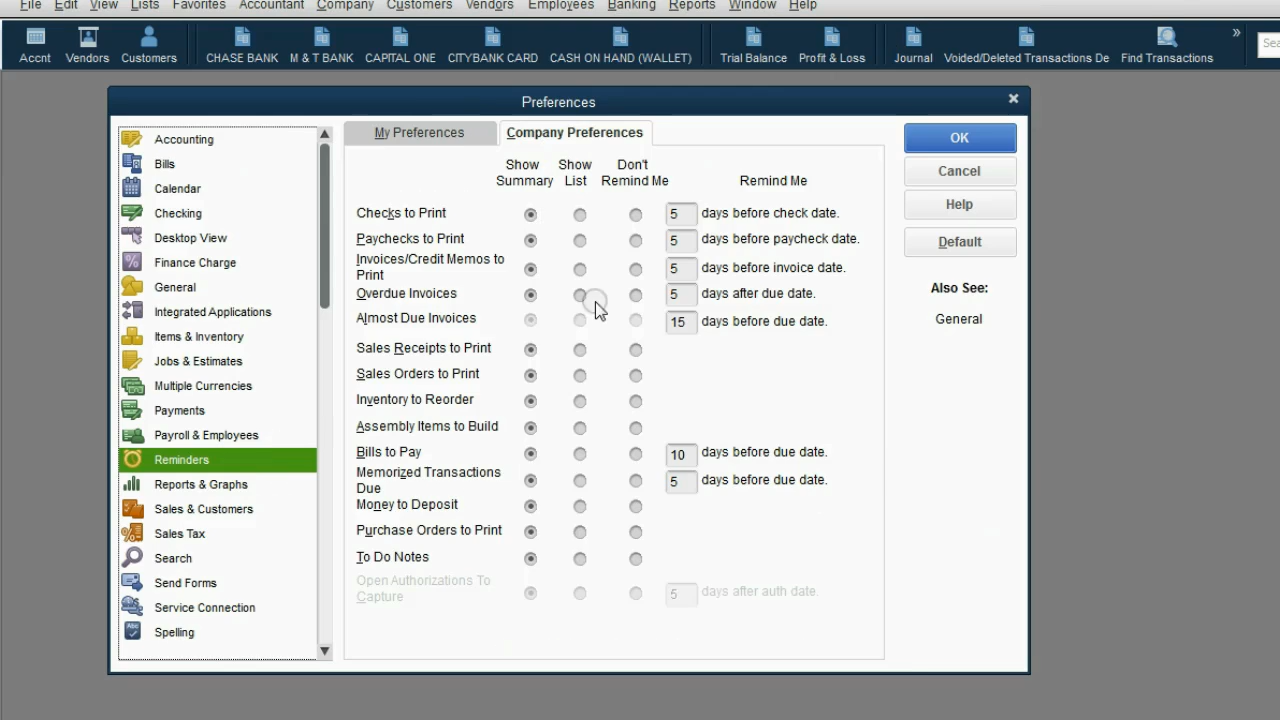 File Edit View Lists Favorites Accountant Company Customers Vendors Employees Banking Reports Window Help
Accnt Vendors Customers CHASE BANK M & T BANK CAPITAL ONE CITYBANK CARD CASH ON HAND (WALLET) Trial Balance Profit & Loss Journal Voided/Deleted Transactions De Find Transactions » Sea
Preferences
Accounting
Bills
Calendar
Checking
Desktop View
Finance Charge
General
Integrated Applications
Items & Inventory
Jobs & Estimates
Multiple Currencies
Payments
Payroll & Employees
Reminders
Reports & Graphs
Sales & Customers
Sales Tax
Search
Send Forms
Service Connection
Spelling
My Preferences Company Preferences
Show Show Don't
Summary List Remind Me Remind Me
Checks to Print 5 days before check date.
Paychecks to Print 5 days before paycheck date.
Invoices/Credit Memos to
Print 5 days before invoice date.
Overdue Invoices 5 days after due date.
Almost Due Invoices 15 days before due date.
Sales Receipts to Print
Sales Orders to Print
Inventory to Reorder
Assembly Items to Build
Bills to Pay 10 days before due date.
Memorized Transactions
Due 5 days before due date.
Money to Deposit
Purchase Orders to Print
To Do Notes
Open Authorizations To
Capture 5 days after auth date.
OK
Cancel
Help
Default
Also See:
General